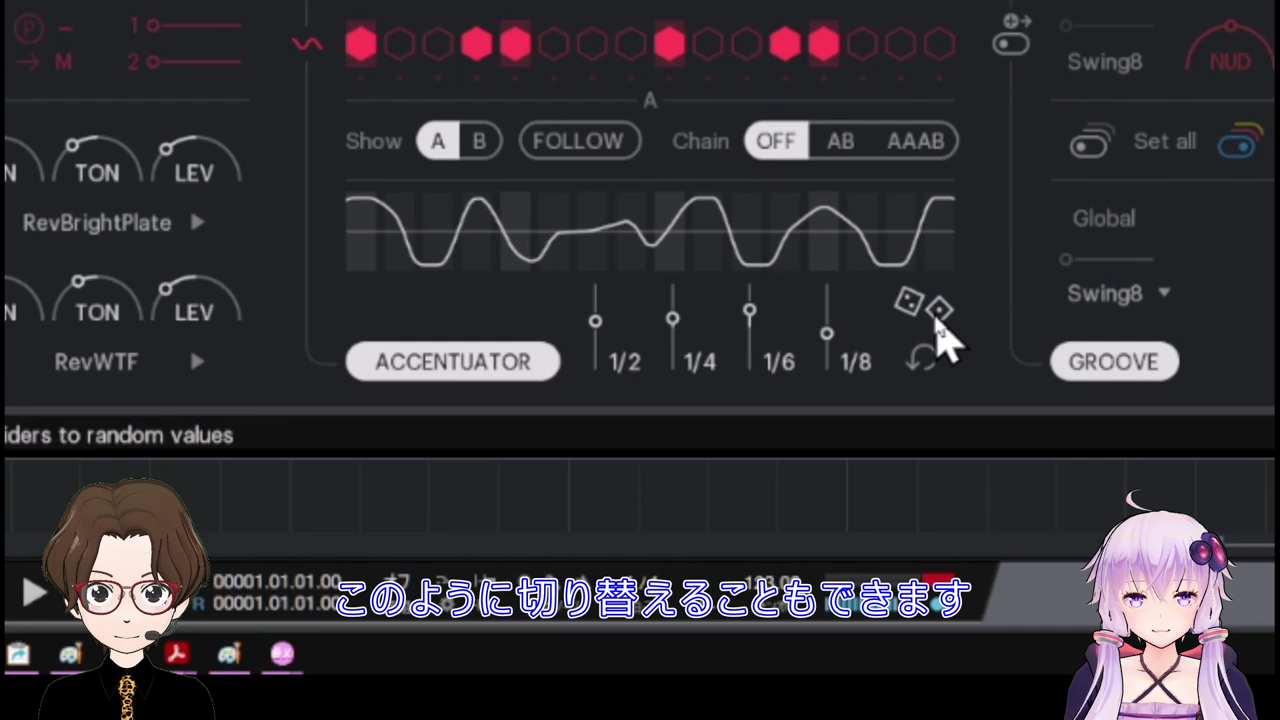 P – 1
→ M 2
Swing8
NUD
A
Show A B FOLLOW Chain OFF AB AAAB
Set all
N TON LEV
RevBrightPlate
Global
Swing8
N TON LEV
RevWTF
ACCENTUATOR 1/2 1/4 1/6 1/8
GROOVE
iders to random values
00001.01.01.00
R 00001.01.01.00
このように切り替えることもできます